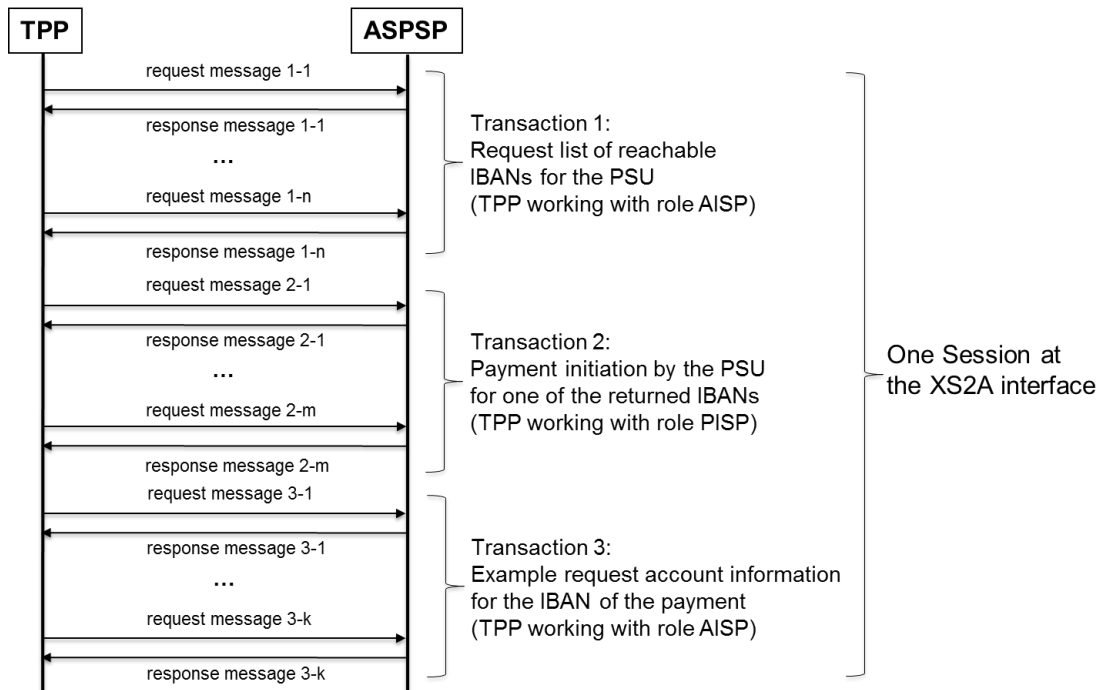 TPP
ASPSP
request message 1-1
response message 1-1
...
request message 1-n
response message 1-n
Transaction 1:
Request list of reachable
IBANs for the PSU
(TPP working with role AISP)
request message 2-1
response message 2-1
...
request message 2-m
response message 2-m
Transaction 2:
Payment initiation by the PSU
for one of the returned IBANs
(TPP working with role PISP)
request message 3-1
response message 3-1
...
request message 3-k
response message 3-k
Transaction 3:
Example request account information
for the IBAN of the payment
(TPP working with role AISP)
One Session at
the XS2A interface